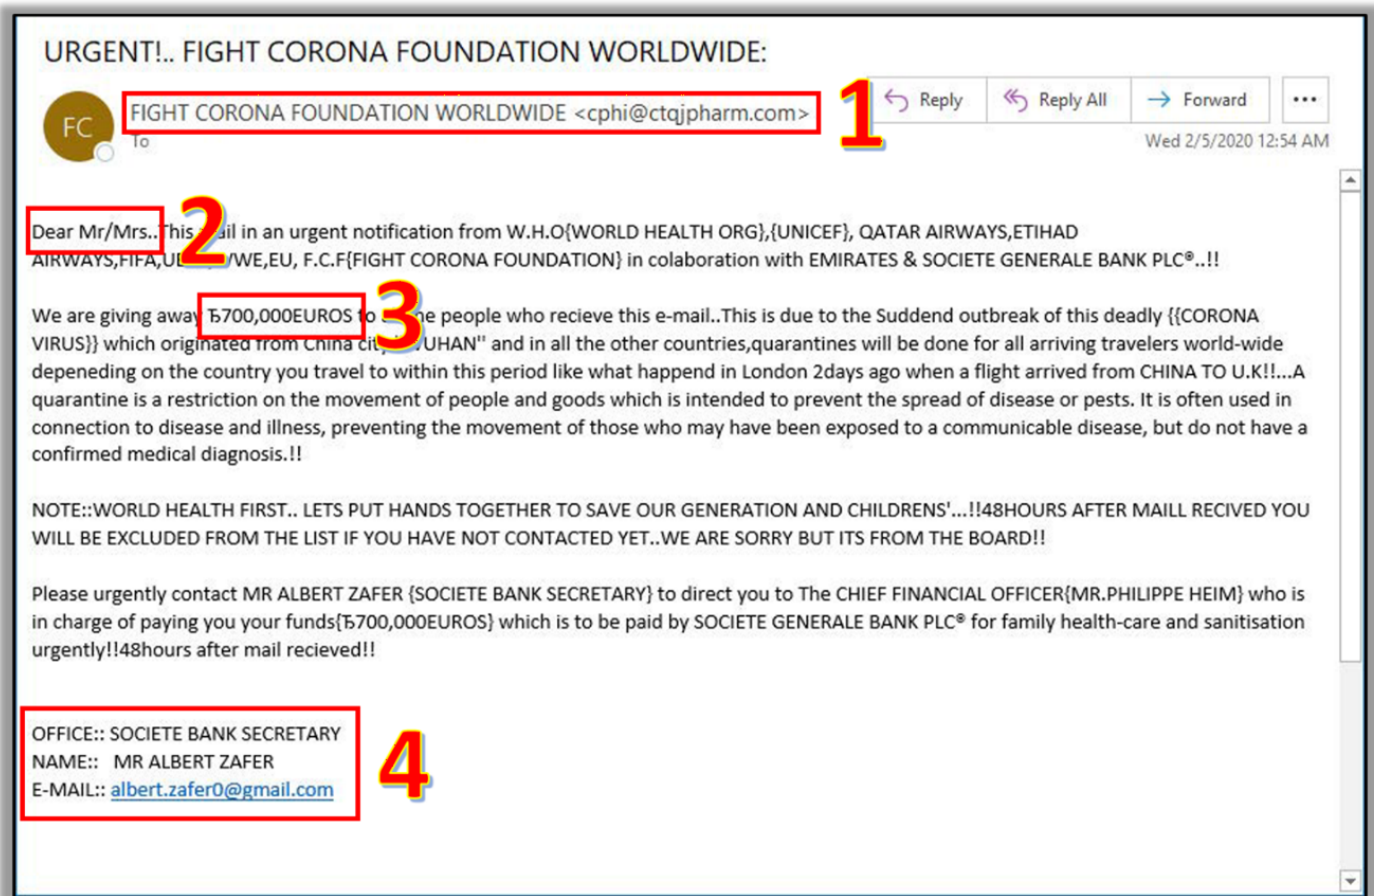 URGENT!.. FIGHT CORONA FOUNDATION WORLDWIDE:
FC
FIGHT CORONA FOUNDATION WORLDWIDE <cphi@ctqjpharm.com>
1
Reply
Reply All
Forward
...
To
Wed 2/5/2020 12:54 AM
2
Dear Mr/Mrs..This in an urgent notification from W.H.O{WORLD HEALTH ORG},{UNICEF}, QATAR AIRWAYS,ETIHAD
AIRWAYS,FIFA, EU, F.C.F{FIGHT CORONA FOUNDATION} in colaboration with EMIRATES & SOCIETE GENERALE BANK PLC®..!!
3
We are giving away Ђ700,000EUROS people who recieve this e-mail..This is due to the Suddend outbreak of this deadly {{CORONA
VIRUS}} which originated from China city "WUHAN" and in all the other countries,quarantines will be done for all arriving travelers world-wide
depeneding on the country you travel to within this period like what happend in London 2days ago when a flight arrived from CHINA TO U.K!!...A
quarantine is a restriction on the movement of people and goods which is intended to prevent the spread of disease or pests. It is often used in
connection to disease and illness, preventing the movement of those who may have been exposed to a communicable disease, but do not have a
confirmed medical diagnosis.!!
NOTE::WORLD HEALTH FIRST.. LETS PUT HANDS TOGETHER TO SAVE OUR GENERATION AND CHILDRENS'...!!48HOURS AFTER MAILL RECIVED YOU
WILL BE EXCLUDED FROM THE LIST IF YOU HAVE NOT CONTACTED YET..WE ARE SORRY BUT ITS FROM THE BOARD!!
Please urgently contact MR ALBERT ZAFER {SOCIETE BANK SECRETARY} to direct you to The CHIEF FINANCIAL OFFICER{MR.PHILIPPE HEIM} who is
in charge of paying you your funds{Ђ700,000EUROS} which is to be paid by SOCIETE GENERALE BANK PLC® for family health-care and sanitisation
urgently!!48hours after mail recieved!!
OFFICE:: SOCIETE BANK SECRETARY
NAME:: MR ALBERT ZAFER
E-MAIL:: albert.zafer0@gmail.com
4